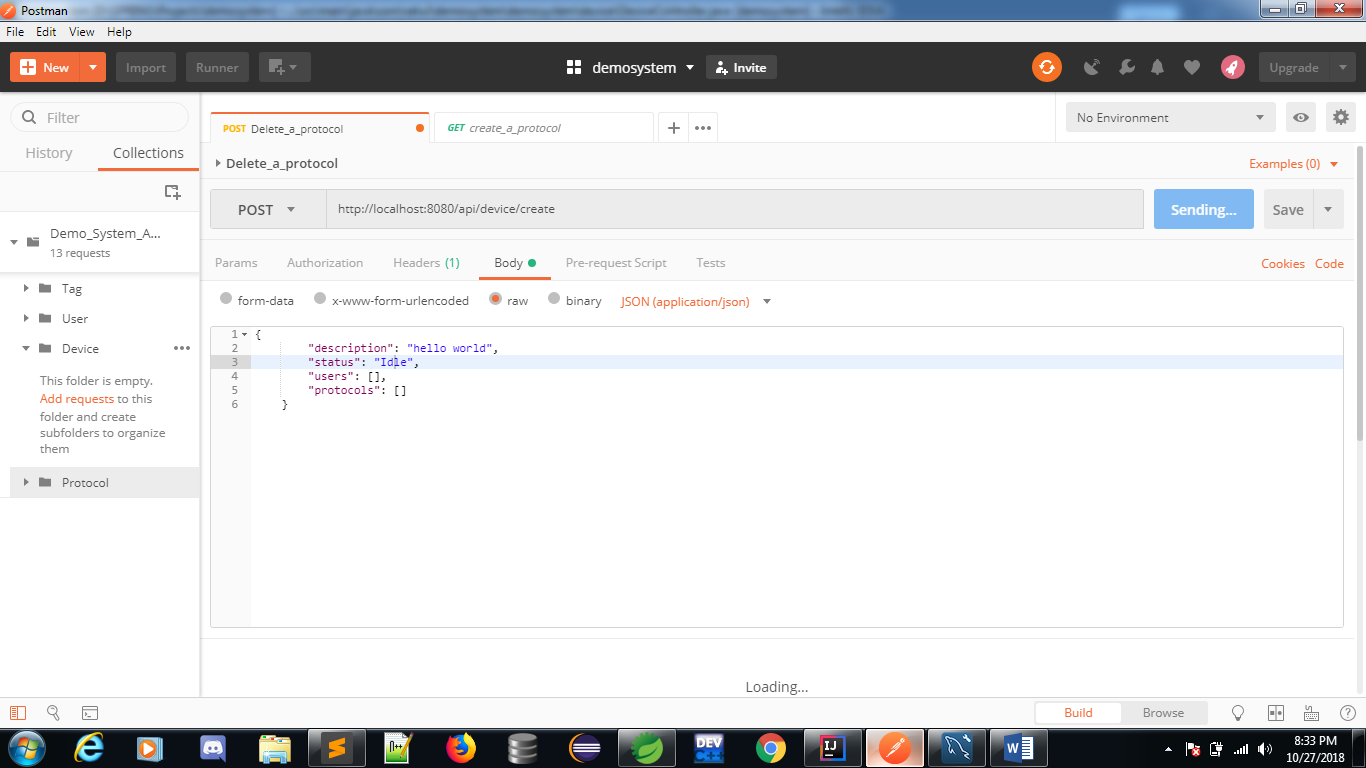 Postman
File Edit View Help
New Import Runner demosystem Invite Upgrade
Filter
History Collections
Demo_System_A...
13 requests
Tag
User
Device
This folder is empty.
Add requests to this
folder and create
subfolders to organize
them
Protocol
POST Delete_a_protocol GET create_a_protocol
No Environment
Delete_a_protocol Examples (0)
POST http://localhost:8080/api/device/create Sending... Save
Params Authorization Headers (1) Body Pre-request Script Tests Cookies Code
form-data x-www-form-urlencoded raw binary JSON (application/json)
1 {
2 "description": "hello world",
3 "status": "Idle",
4 "users": [],
5 "protocols": []
6 }
Loading...
Build Browse
N++
DEV
C++
IJ
W
8:33 PM
10/27/2018